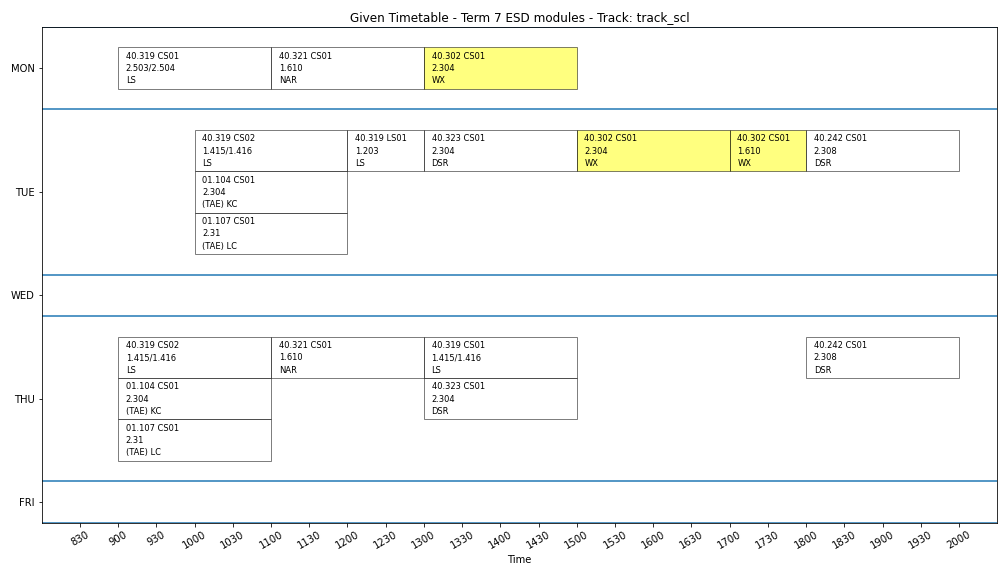 Given Timetable - Term 7 ESD modules - Track: track_scl
MON
40.319 CS01
2.503/2.504
LS
40.321 CS01
1.610
NAR
40.302 CS01
2.304
WX
TUE
40.319 CS02
1.415/1.416
LS
40.319 LS01
1.203
LS
40.323 CS01
2.304
DSR
40.302 CS01
2.304
WX
40.302 CS01
1.610
WX
40.242 CS01
2.308
DSR
01.104 CS01
2.304
(TAE) KC
01.107 CS01
2.31
(TAE) LC
WED
THU
40.319 CS02
1.415/1.416
LS
40.321 CS01
1.610
NAR
40.319 CS01
1.415/1.416
LS
40.242 CS01
2.308
DSR
01.104 CS01
2.304
(TAE) KC
40.323 CS01
2.304
DSR
01.107 CS01
2.31
(TAE) LC
FRI
830 900 930 1000 1030 1100 1130 1200 1230 1300 1330 1400 1430 1500 1600 1630 1700 1730 1800 1830 1900 1930 2000
Time